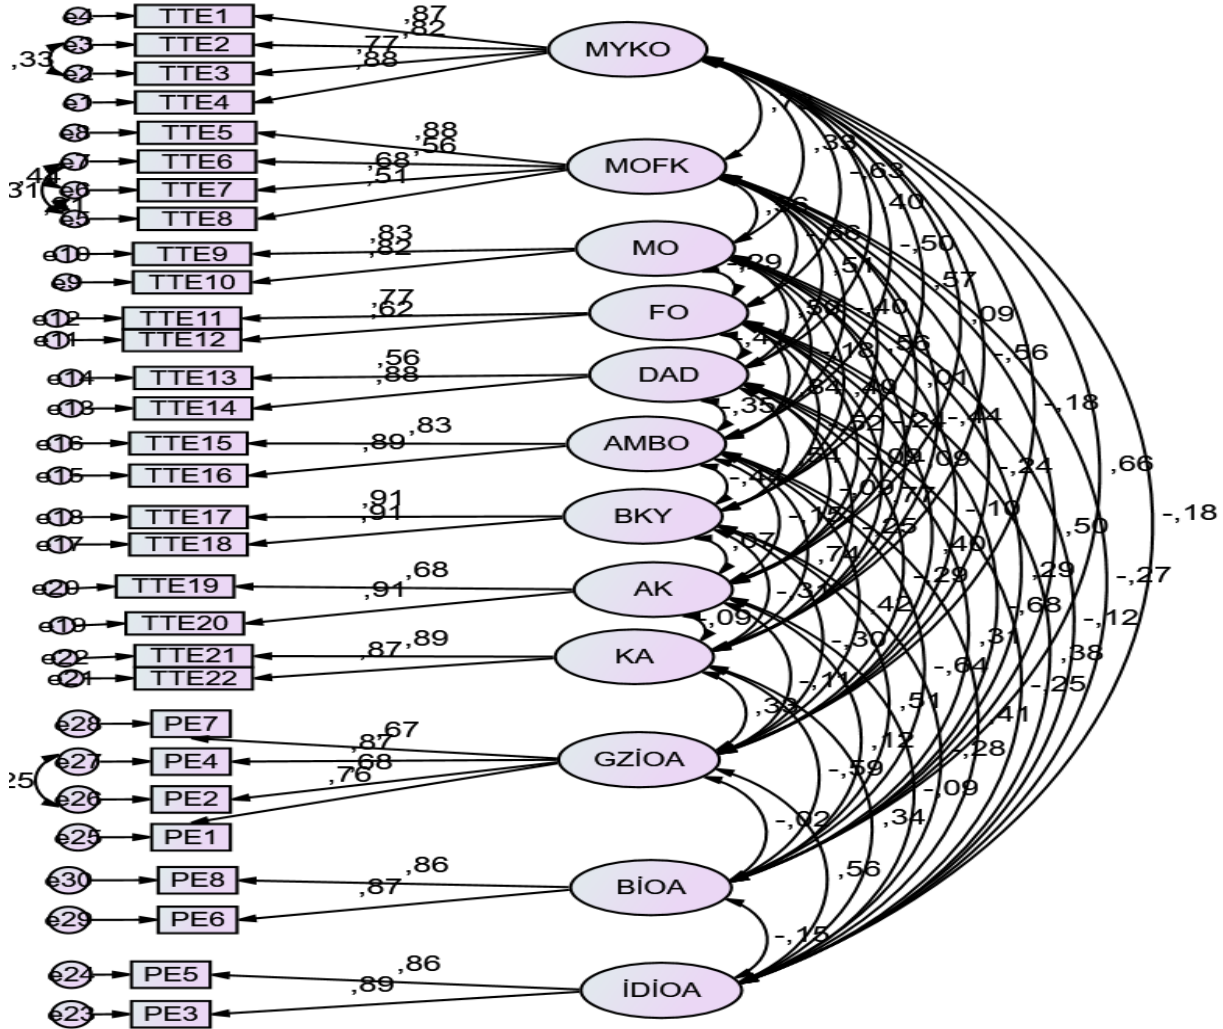 e4 TTE1 ,87
e3 TTE2 ,82 MYKO
,33
e2 TTE3 ,77
e1 TTE4 ,88
e8 TTE5 ,88
e7 TTE6 ,56 MOFK
,44
e6 TTE7 ,68
e5 TTE8 ,51
e10 TTE9 ,83 MO
e9 TTE10 ,82
e12 TTE11 ,77 FO
e11 TTE12 ,62
e14 TTE13 ,56 DAD
e13 TTE14 ,88
e16 TTE15 ,83 AMBO
e15 TTE16 ,89
e18 TTE17 ,91 BKY
e17 TTE18 ,91
e20 TTE19 ,68 AK
e19 TTE20 ,91
e22 TTE21 ,89 KA
e21 TTE22 ,87
e28 PE7 ,67
e27 PE4 ,87 GZİOA
25
e26 PE2 ,68
e25 PE1 ,76
e30 PE8 ,86 BİOA
e29 PE6 ,87
e24 PE5 ,86 İDİOA
e23 PE3 ,89
,33
-,63
,40
-,50
,57
,09
-,56
-,18
,66
-,18
-,29
,51
-,40
,56
,01
-,44
-,24
,50
-,27
-,18
-,35
-,10
,29
-,12
-,44
-,15
-,25
,40
-,68
,38
,07
,74
-,29
,31
-,25
-,31
,42
-,64
,41
-,09
-,30
,51
-,28
-,11
,12
-,09
,33
-,59
,34
-,02
,56
-,15